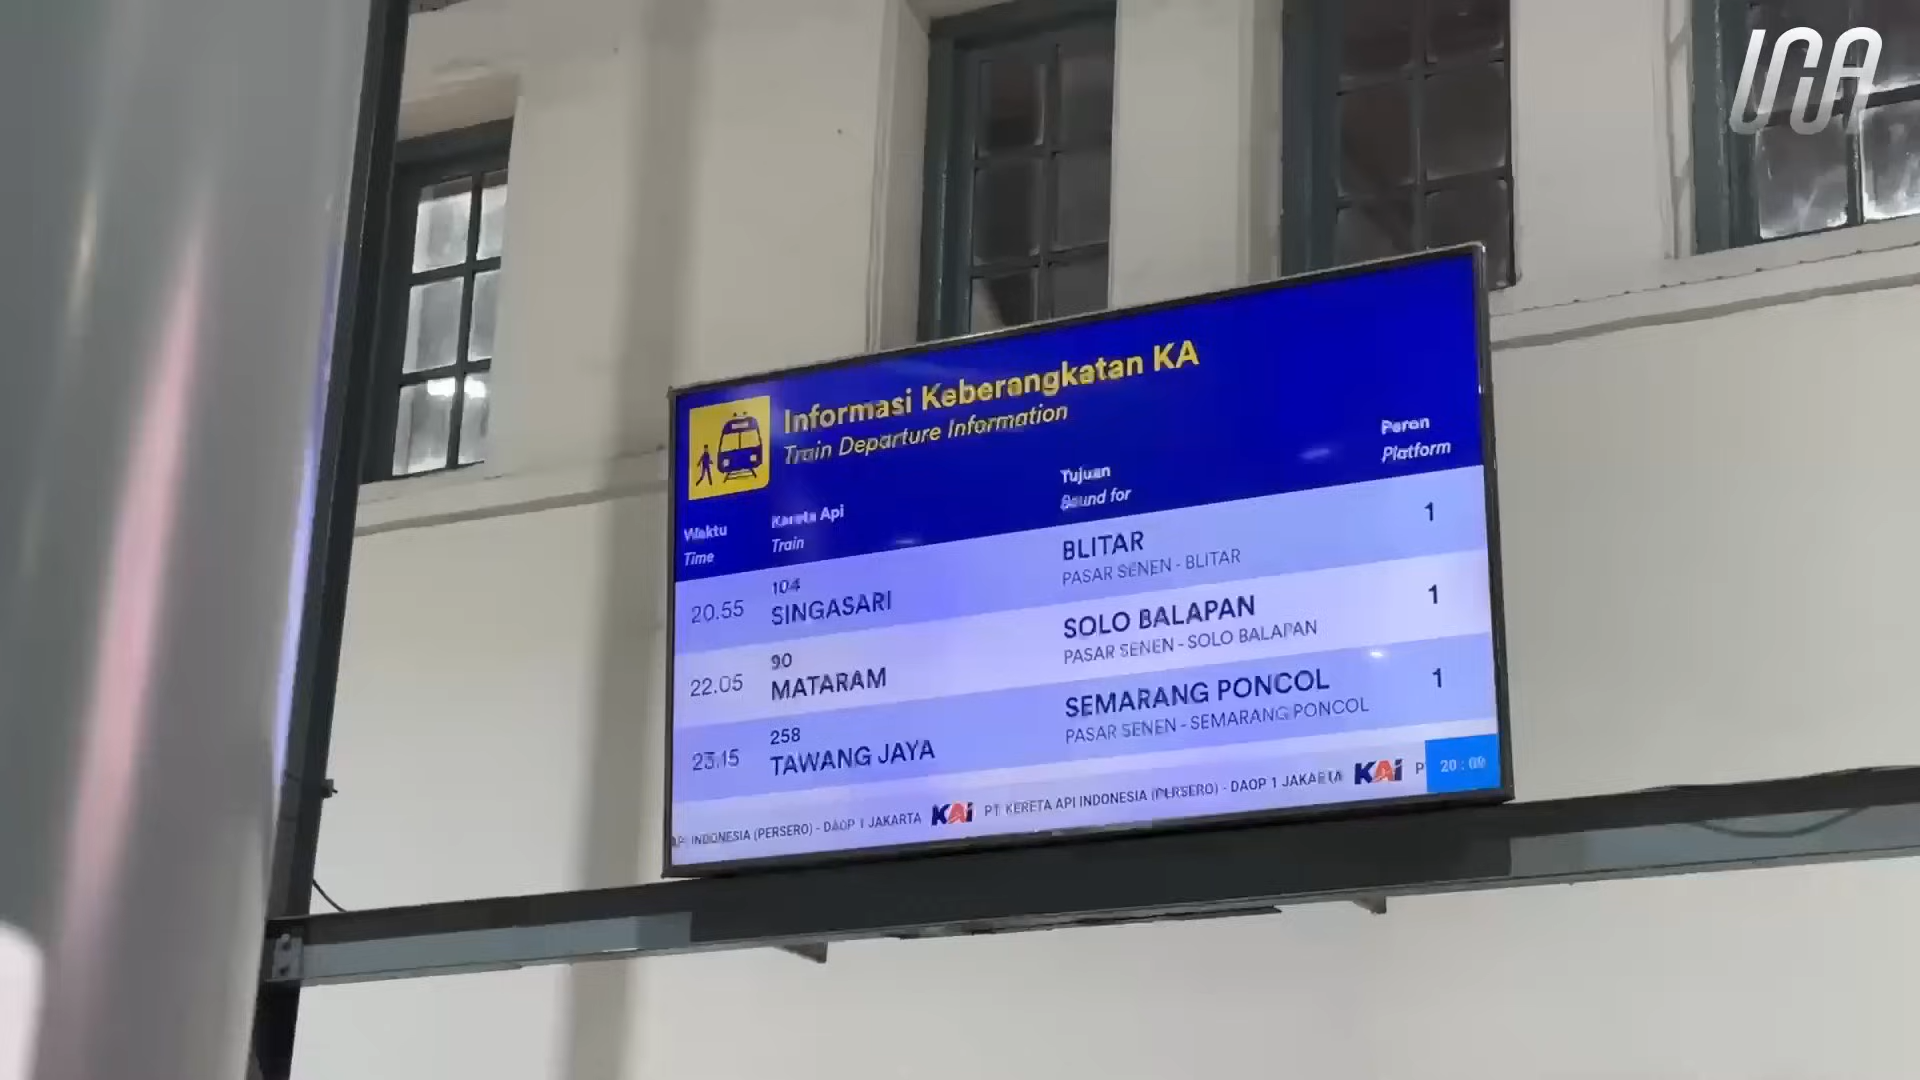 Informasi Keberangkatan KA
Train Departure Information
Waktu
Time
Kereta Api
Train
Tujuan
Bound for
Peron
Platform
20.55
104
SINGASARI
BLITAR
PASAR SENEN - BLITAR
1
22.05
90
MATARAM
SOLO BALAPAN
PASAR SENEN - SOLO BALAPAN
1
23.15
258
TAWANG JAYA
SEMARANG PONCOL
PASAR SENEN - SEMARANG PONCOL
1
INDONESIA (PERSERO) - DAOP 1 JAKARTA KAI PT. KERETA API INDONESIA (PERSERO) - DAOP 1 JAKARTA KAI P